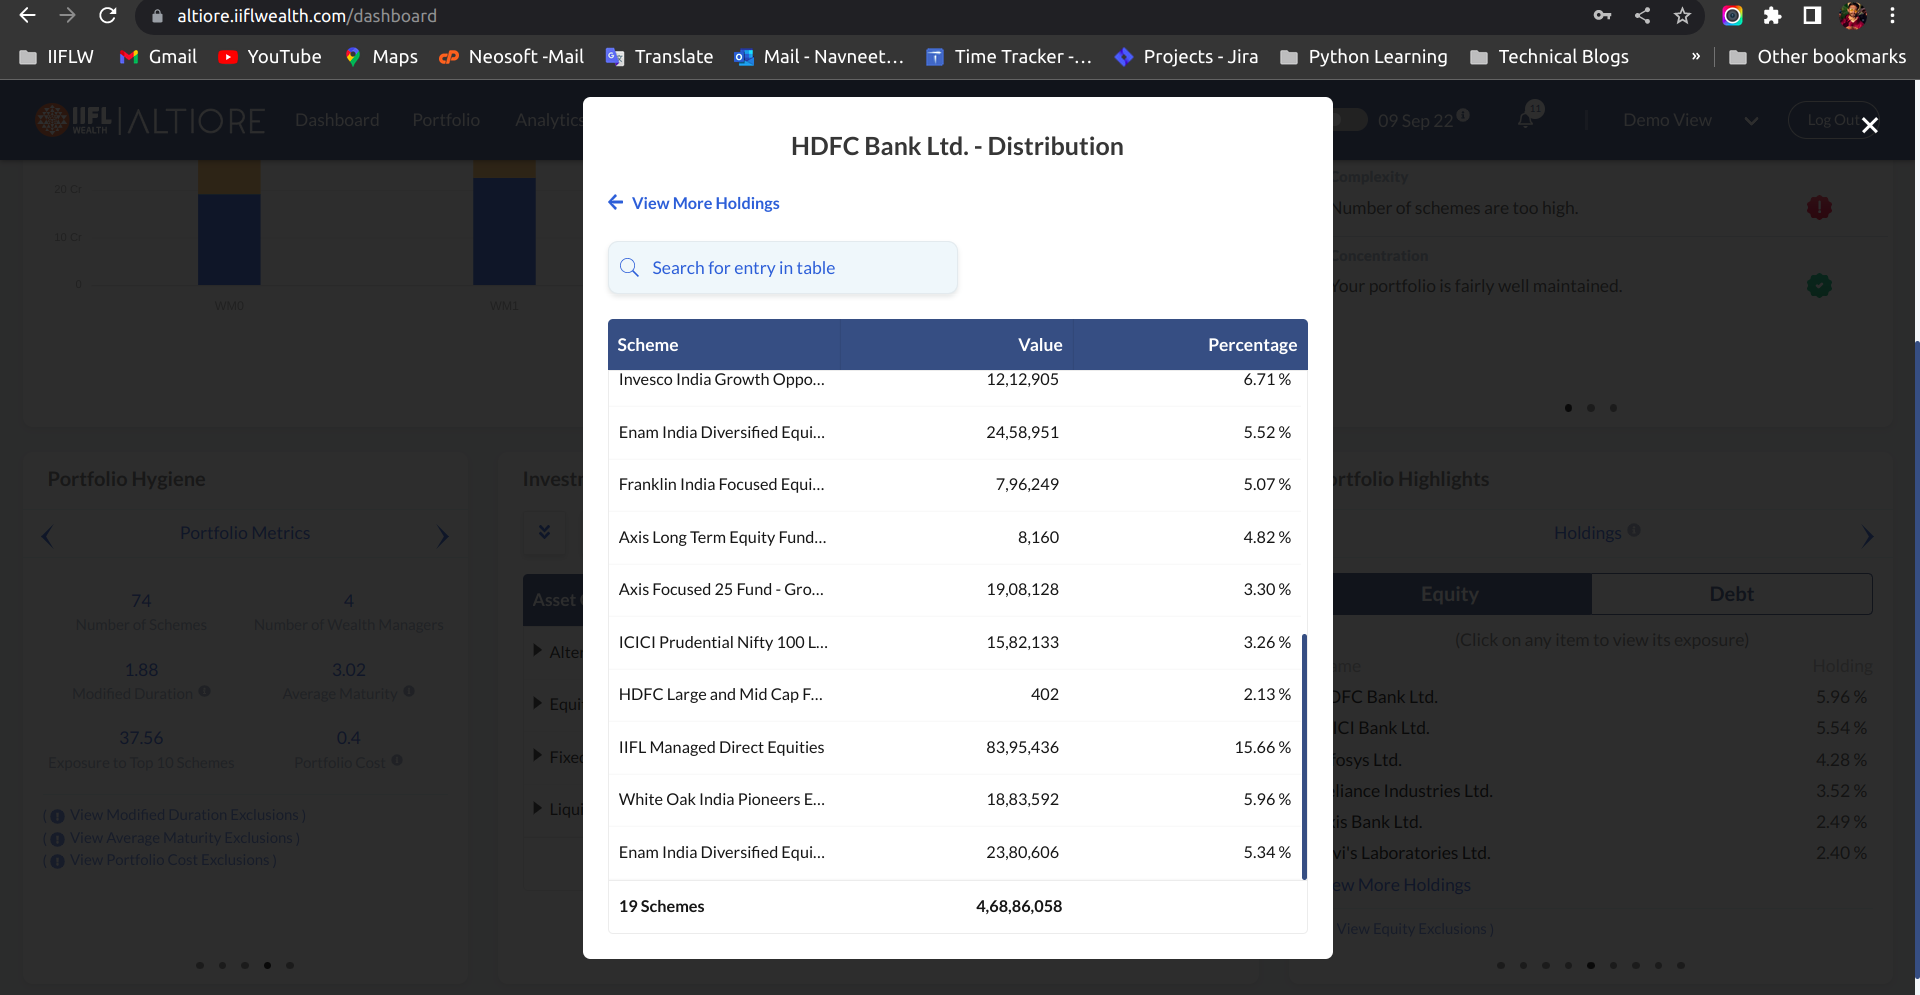 altiore.iiflwealth.com/dashboard
IIFLW Gmail YouTube Maps Neosoft -Mail Translate Mail - Navneet... Time Tracker -... Projects - Jira Python Learning Technical Blogs » Other bookmarks
IIFL WEALTH ALTIORE Dashboard Portfolio Analytics 09 Sep 22 11 Demo View Log Out
HDFC Bank Ltd. - Distribution
View More Holdings
Search for entry in table
Scheme Value Percentage
Invesco India Growth Oppo... 12,12,905 6.71 %
Enam India Diversified Equi... 24,58,951 5.52 %
Franklin India Focused Equi... 7,96,249 5.07 %
Axis Long Term Equity Fund... 8,160 4.82 %
Axis Focused 25 Fund - Gro... 19,08,128 3.30 %
ICICI Prudential Nifty 100 L... 15,82,133 3.26 %
HDFC Large and Mid Cap F... 402 2.13 %
IIFL Managed Direct Equities 83,95,436 15.66 %
White Oak India Pioneers E... 18,83,592 5.96 %
Enam India Diversified Equi... 23,80,606 5.34 %
19 Schemes 4,68,86,058
20 Cr
10 Cr
0
WM0 WM1
Complexity
Number of schemes are too high.
Concentration
Your portfolio is fairly well maintained.
Portfolio Hygiene
Portfolio Metrics
74 4
Number of Schemes Number of Wealth Managers
1.88 3.02
Modified Duration Average Maturity
37.56 0.4
Exposure to Top 10 Schemes Portfolio Cost
( View Modified Duration Exclusions )
( View Average Maturity Exclusions )
( View Portfolio Cost Exclusions )
Invest
Asset
Alter
Equi
Fixed
Liqui
rtfolio Highlights
Holdings
Equity Debt
(Click on any item to view its exposure)
me Holding
DFC Bank Ltd. 5.96 %
ICI Bank Ltd. 5.54 %
fosys Ltd. 4.28 %
liance Industries Ltd. 3.52 %
is Bank Ltd. 2.49 %
vi's Laboratories Ltd. 2.40 %
ew More Holdings
View Equity Exclusions )